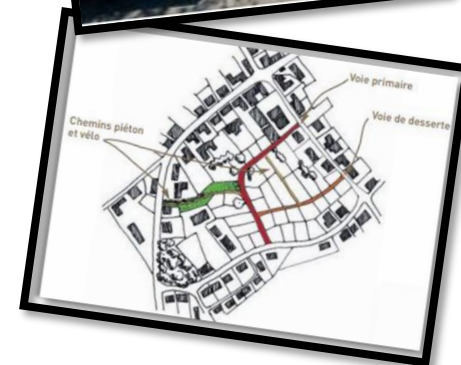 Voie primaire
Voie de desserte
Chemins piéton
et vélo